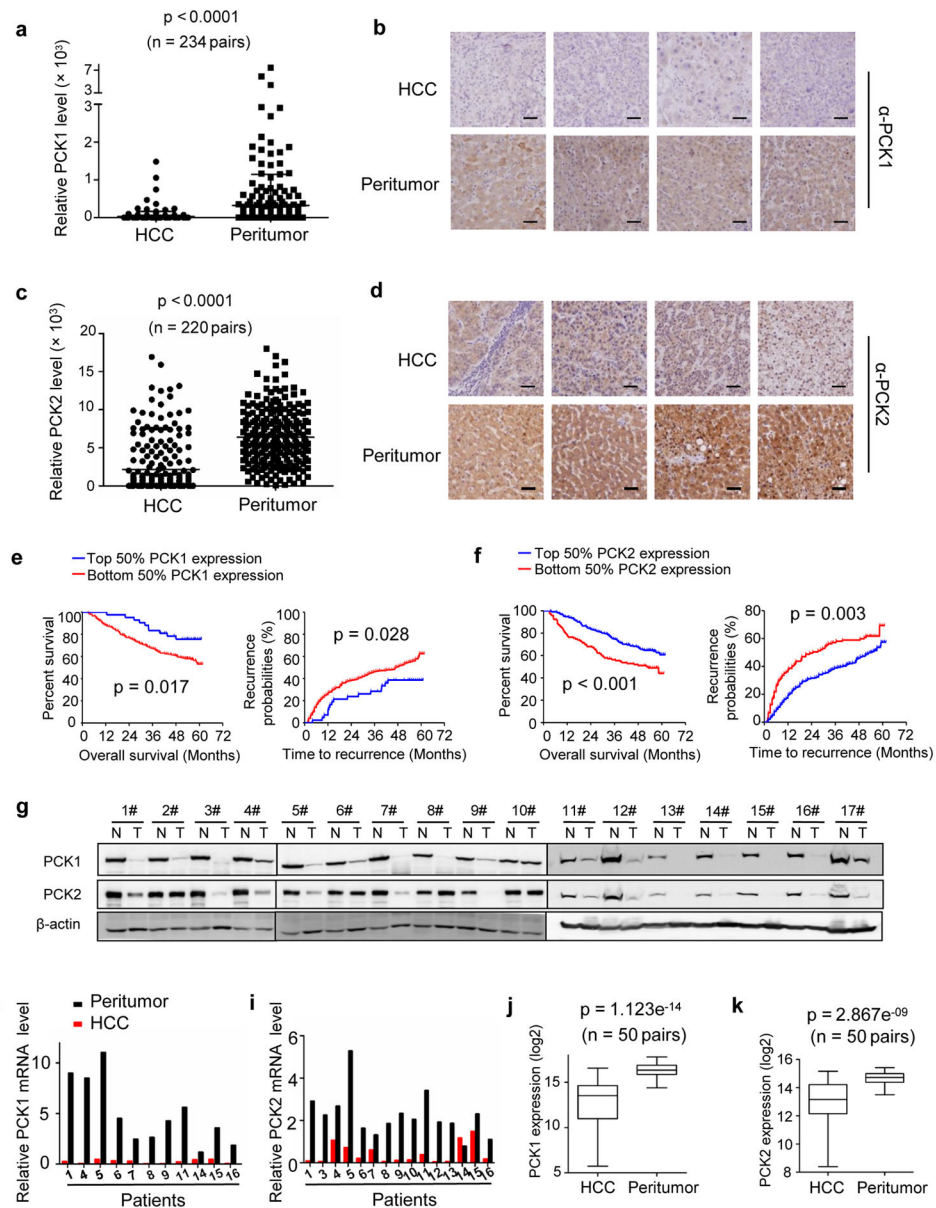 a
p < 0.0001
(n = 234 pairs)
Relative PCK1 level (× 10³)
7
3
3
2
1
0
HCC
Peritumor
b
HCC
Peritumor
α-PCK1
c
p < 0.0001
(n = 220 pairs)
Relative PCK2 level (× 10³)
20
15
10
5
0
HCC
Peritumor
d
HCC
Peritumor
α-PCK2
e
Top 50% PCK1 expression
Bottom 50% PCK1 expression
Percent survival
100
80
60
40
20
0
p = 0.017
0 12 24 36 48 60 72
Overall survival (Months)
Recurrence probabilities (%)
100
80
60
40
20
0
p = 0.028
0 12 24 36 48 60 72
Time to recurrence (Months)
f
Top 50% PCK2 expression
Bottom 50% PCK2 expression
Percent survival
100
80
60
40
20
0
p < 0.001
0 12 24 36 48 60 72
Overall survival (Months)
Recurrence probabilities (%)
80
60
40
20
0
p = 0.003
0 12 24 36 48 60 72
Time to recurrence (Months)
g
1# 2# 3# 4# 5# 6# 7# 8# 9# 10# 11# 12# 13# 14# 15# 16# 17#
N T N T N T N T N T N T N T N T N T N T N T N T N T N T N T N T N T
PCK1
PCK2
β-actin
Peritumor
HCC
Relative PCK1 mRNA level
10
5
0
1 4 5 6 7 8 9 11 14 15 16
Patients
i
Relative PCK2 mRNA level
6
4
2
0
1 3 4 5 6 7 8 9 10 11 12 13 14 15 16
Patients
j
p = 1.123e⁻¹⁴
(n = 50 pairs)
PCK1 expression (log2)
15
10
5
HCC Peritumor
k
p = 2.867e⁻⁰⁹
(n = 50 pairs)
PCK2 expression (log2)
16
14
12
10
8
HCC Peritumor